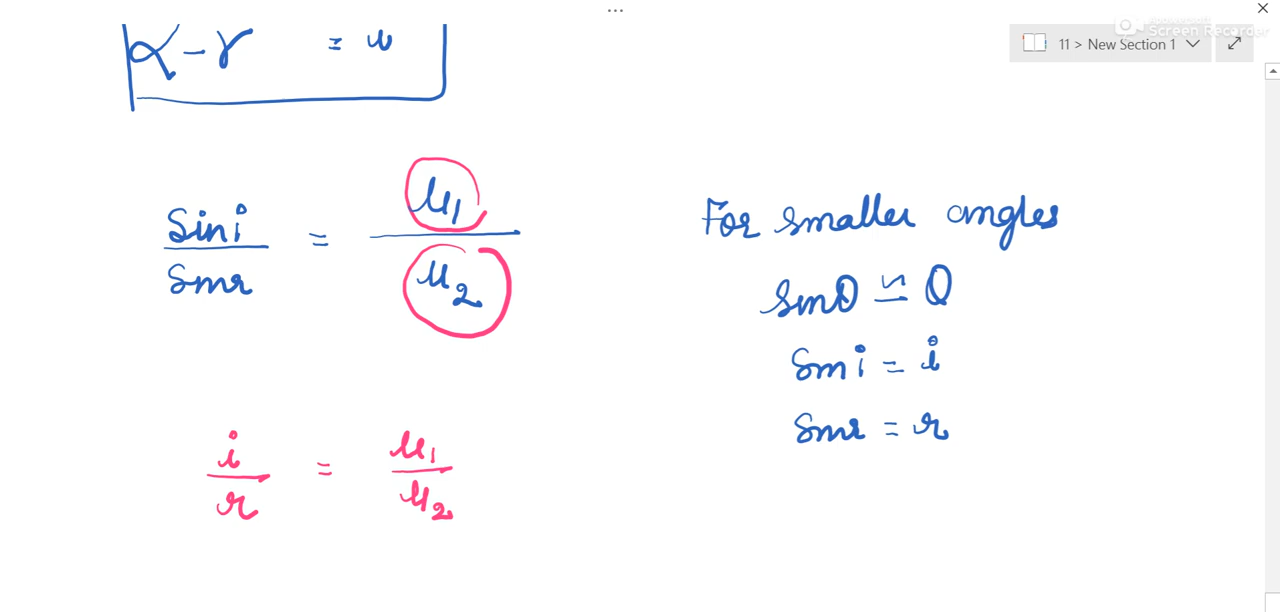 11 > New Section 1
α - γ =
Sin i / Sin r = μ1 / μ2
For smaller angles
Sin θ ≃ θ
Sin i = i
Sin r = r
i / r = μ1 / μ2